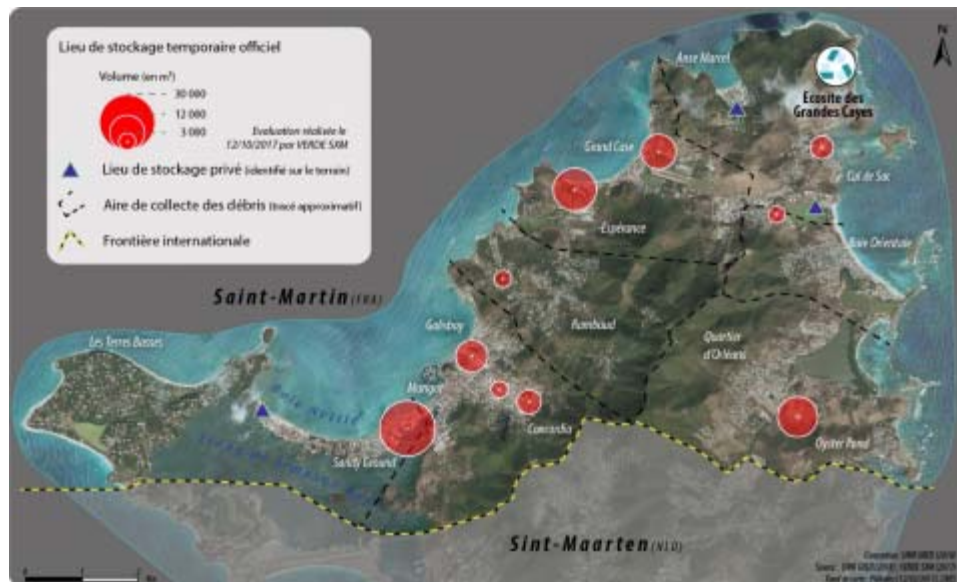 Lieu de stockage temporaire officiel
Volume (en m³)
30 000
12 000
3 000
Evaluation réalisée le
12/10/2017 par VERDE SXM
Lieu de stockage privé (identifié sur le terrain)
Aire de collecte des débris (tracé approximatif)
Frontière internationale
N
Anse Marcel
Ecosite des
Grandes Cayes
Grand Case
Cul de Sac
Espérance
Baie Orientale
Saint-Martin (FRA)
Galisbay
Rambaud
Quartier
d'Orléans
Les Terres Basses
Marigot
Concordia
Oyster Pond
Sandy Ground
Sint-Maarten (NLD)